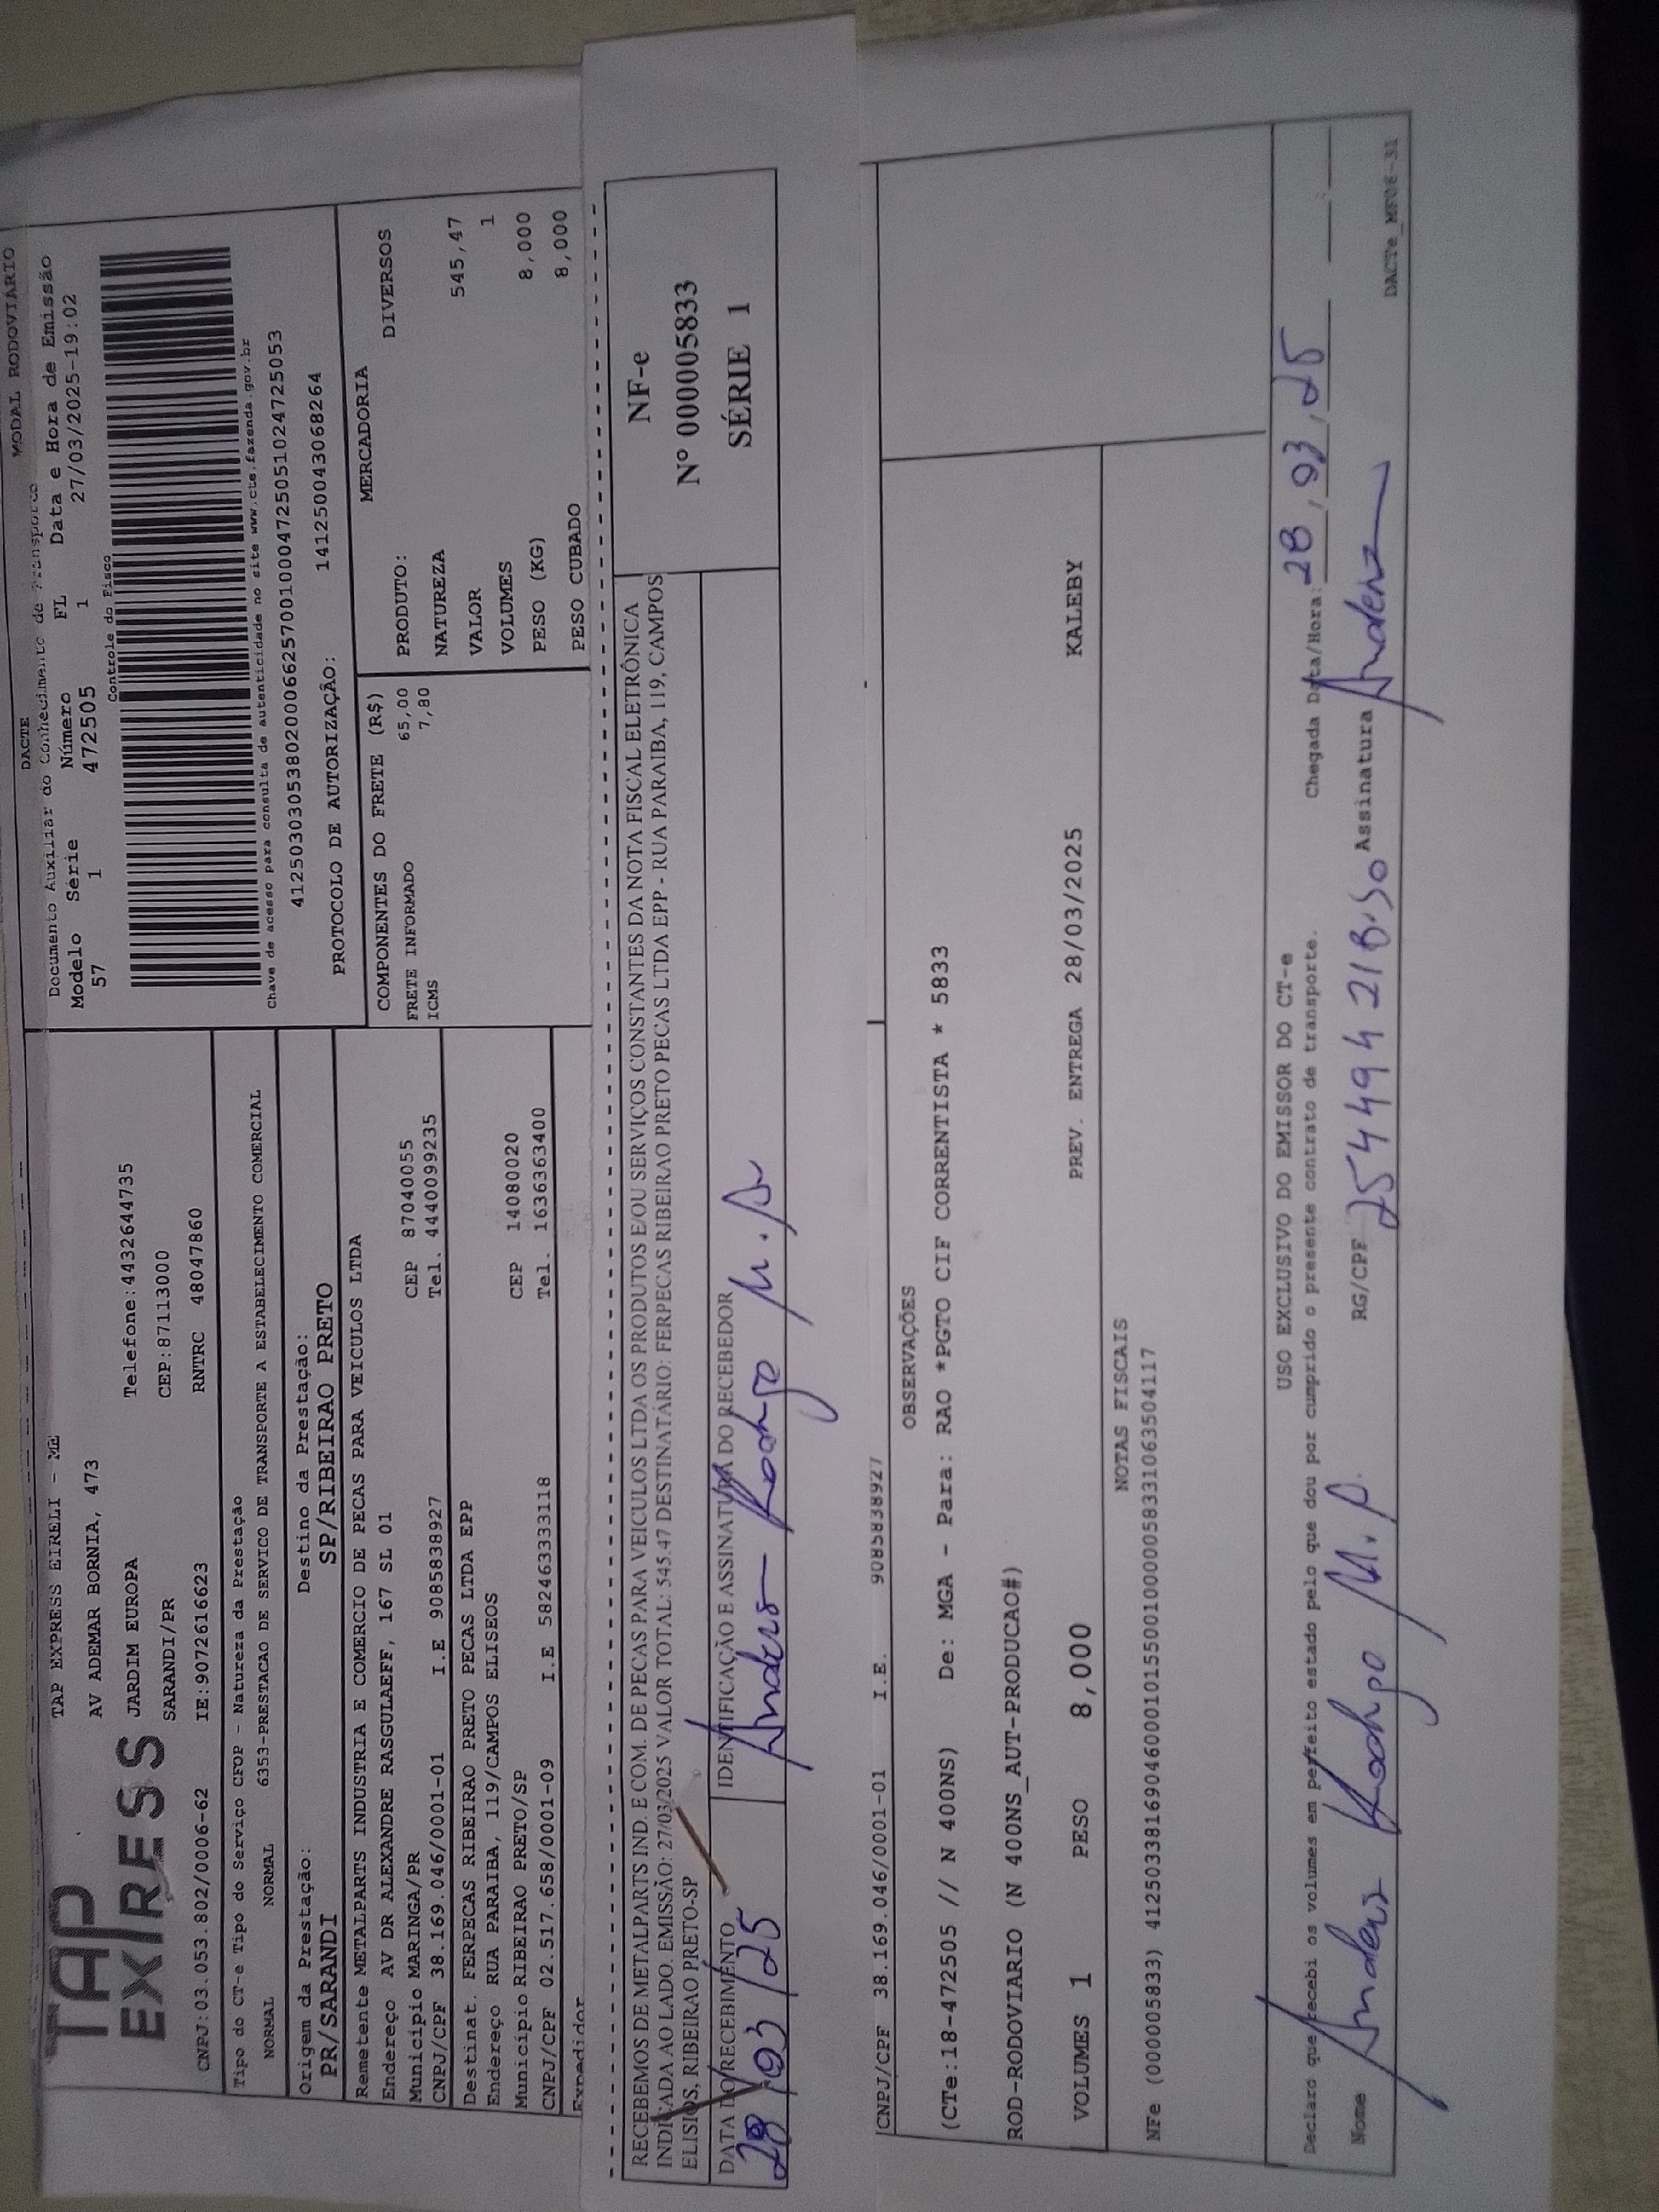 TAP
EXPRESS
TAP EXPRESS EIRELI - ME
AV ADEMAR BORNIA, 473
JARDIM EUROPA Telefone:4432644735
SARANDI/PR CEP:87113000
CNPJ:03.053.802/0006-62 IE:9072616623 RNTRC 48047860
Tipo do CT-e Tipo do Serviço CFOP - Natureza da Prestação
NORMAL NORMAL 6353-PRESTACAO DE SERVICO DE TRANSPORTE A ESTABELECIMENTO COMERCIAL
Origem da Prestação: Destino da Prestação:
PR/SARANDI SP/RIBEIRAO PRETO
DACTE MODAL RODOVIÁRIO
Documento Auxiliar do Conhecimento de Transporte
Modelo Série Número FL Data e Hora de Emissão
57 1 472505 1 27/03/2025-19:02
Controle do Fisco
Chave de acesso para consulta de autenticidade no site www.cte.fazenda.gov.br
41250303053802000662570010004725051024725053
PROTOCOLO DE AUTORIZAÇÃO: 141250043068264
Remetente METALPARTS INDUSTRIA E COMERCIO DE PECAS PARA VEICULOS LTDA
Endereço AV DR ALEXANDRE RASGULAEFF, 167 SL 01
Município MARINGA/PR CEP 87040055
CNPJ/CPF 38.169.046/0001-01 I.E 9085838927 Tel. 4440099235
Destinat. FERPECAS RIBEIRAO PRETO PECAS LTDA EPP
Endereço RUA PARAIBA, 119/CAMPOS ELISEOS
Município RIBEIRAO PRETO/SP CEP 14080020
CNPJ/CPF 02.517.658/0001-09 I.E 582463333118 Tel. 1636363400
Expedidor
COMPONENTES DO FRETE (R$)
FRETE INFORMADO 65,00
ICMS 7,80
MERCADORIA
PRODUTO: DIVERSOS
NATUREZA
VALOR 545,47
VOLUMES 1
PESO (KG) 8,000
PESO CUBADO 8,000
RECEBEMOS DE METALPARTS IND. E COM. DE PECAS PARA VEICULOS LTDA OS PRODUTOS E/OU SERVIÇOS CONSTANTES DA NOTA FISCAL ELETRÔNICA
INDICADA AO LADO. EMISSÃO: 27/03/2025 VALOR TOTAL: 545.47 DESTINATÁRIO: FERPECAS RIBEIRAO PRETO PECAS LTDA EPP - RUA PARAIBA, 119, CAMPOS
ELISIOS, RIBEIRAO PRETO-SP
DATA DO RECEBIMENTO IDENTIFICAÇÃO E ASSINATURA DO RECEBEDOR
28/03/25 Anderson Rodrigo M.
NF-e
Nº 000005833
SÉRIE 1
CNPJ/CPF 38.169.046/0001-01 I.E. 9085838927
OBSERVAÇÕES
(CTe:18-472505 // N 400NS) De: MGA - Para: RAO *PGTO CIF CORRENTISTA * 5833
ROD-RODOVIARIO (N 400NS_AUT-PRODUCAO#)
VOLUMES 1 PESO 8,000 PREV. ENTREGA 28/03/2025 KALEBY
NOTAS FISCAIS
NFe (000005833) 41250338169046000101550010000058331063504117
USO EXCLUSIVO DO EMISSOR DO CT-e
Declaro que recebi os volumes em perfeito estado pelo que dou por cumprido o presente contrato de transporte. Chegada Data/Hora: 28/03/25 :
Nome Anderson Rodrigo M.P. RG/CPF Assinatura Anderson
DACTe_MF06-31